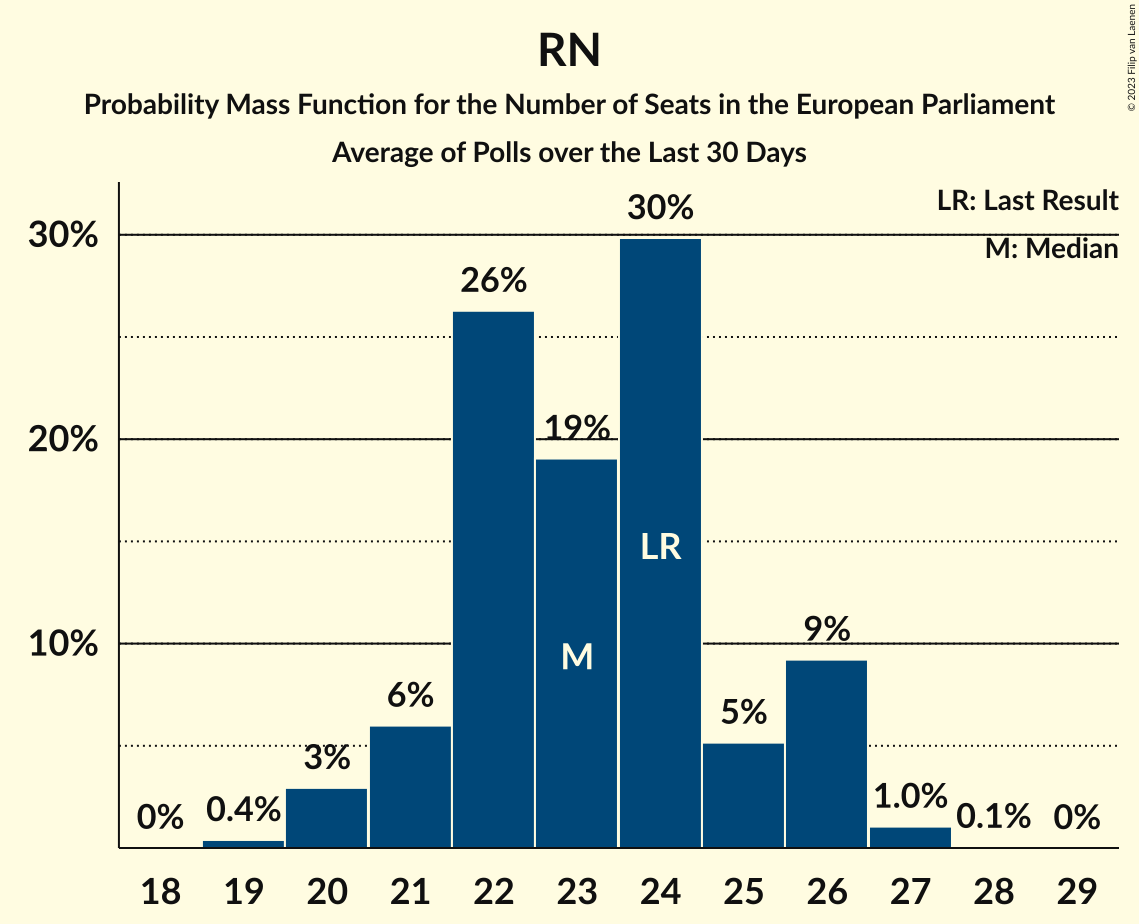 RN
Probability Mass Function for the Number of Seats in the European Parliament
Average of Polls over the Last 30 Days
© 2023 Filip van Laenen
LR: Last Result
M: Median
30%
20%
10%
0%
0.4%
3%
6%
26%
19%
30%
5%
9%
1.0%
0.1%
0%
M
LR
18 19 20 21 22 23 24 25 26 27 28 29